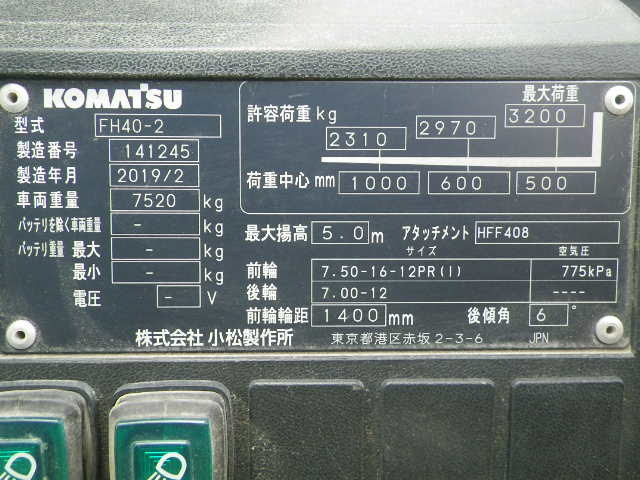 KOMATSU
型式 FH40-2
製造番号 141245
製造年月 2019/2
車両重量 7520 kg
バッテリを除く車両重量 - kg
バッテリ重量 最大 - kg
最小 - kg
電圧 - V
最大荷重
許容荷重 kg 2310 2970 3200
荷重中心 mm 1000 600 500
最大揚高 5.0 m アタッチメント HFF408
サイズ 空気圧
前輪 7.50-16-12PR(I) 775kPa
後輪 7.00-12 ----
前輪輪距 1400 mm 後傾角 6°
株式会社 小松製作所 東京都港区赤坂 2-3-6 JPN